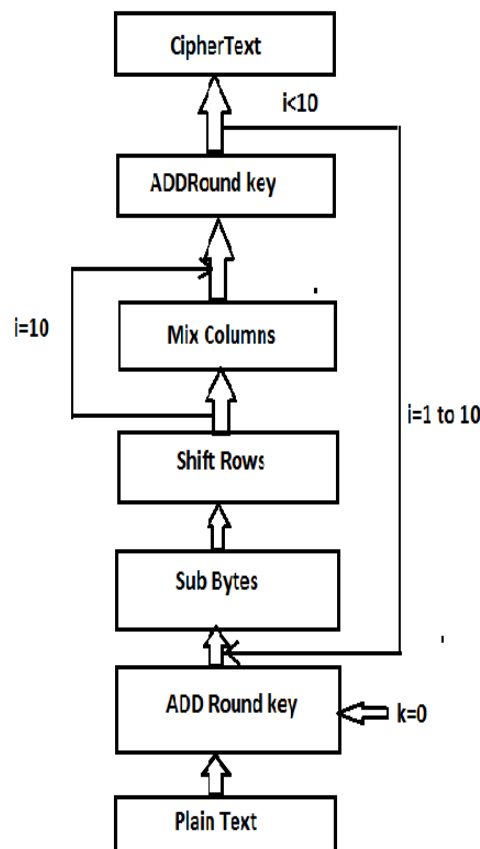 CipherText
i<10
ADDRound key
i=10
Mix Columns
i=1 to 10
Shift Rows
Sub Bytes
ADD Round key
k=0
Plain Text